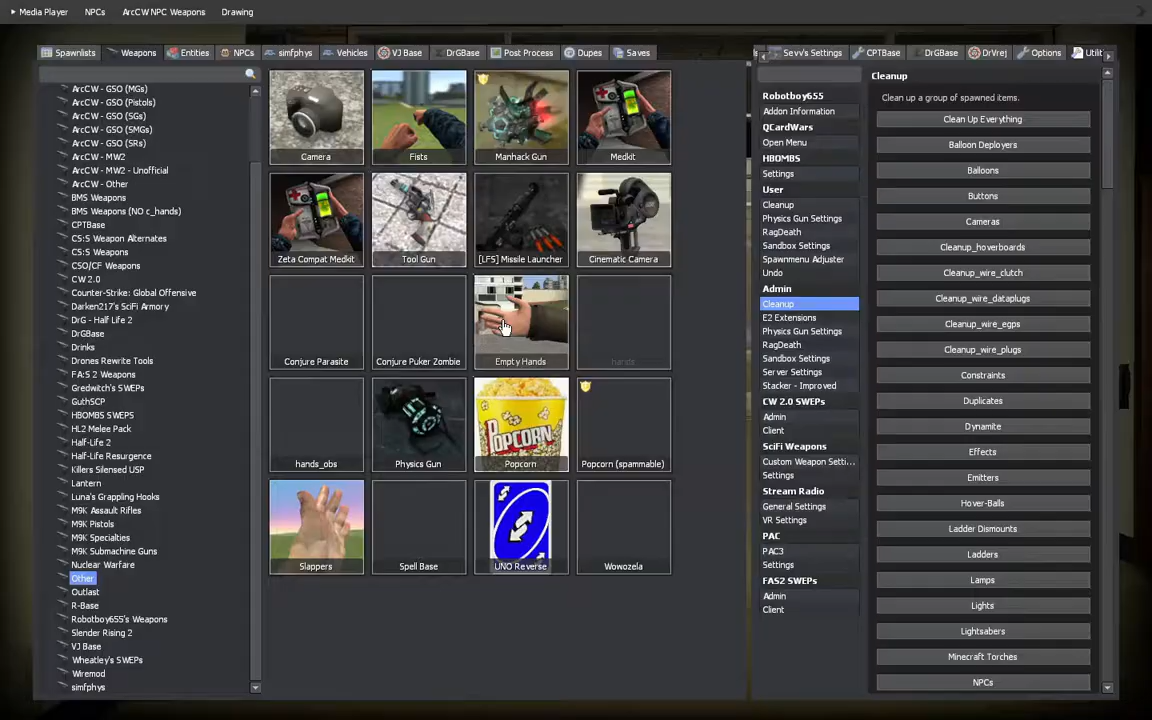 Media Player NPCs ArcCW NPC Weapons Drawing
Spawnlists Weapons Entities NPCs simfphys Vehicles VJ Base DrGBase Post Process Dupes Saves
ArcCW - GSO (MGs)
ArcCW - GSO (Pistols)
ArcCW - GSO (SGs)
ArcCW - GSO (SMGs)
ArcCW - GSO (SRs)
ArcCW - MW2
ArcCW - MW2 - Unofficial
ArcCW - Other
BMS Weapons
BMS Weapons (NO c_hands)
CPTBase
CS:S Weapon Alternates
CS:S Weapons
CSO/CF Weapons
CW 2.0
Counter-Strike: Global Offensive
Darken217's SciFi Armory
DrG - Half Life 2
DrGBase
Drinks
Drones Rewrite Tools
FA:S 2 Weapons
Gredwitch's SWEPs
GuthSCP
HBOMBS SWEPS
HL2 Melee Pack
Half-Life 2
Half-Life Resurgence
Killers Silensed USP
Lantern
Luna's Grappling Hooks
M9K Assault Rifles
M9K Pistols
M9K Specialties
M9K Submachine Guns
Nuclear Warfare
Other
Outlast
R-Base
Robotboy655's Weapons
Slender Rising 2
VJ Base
Wheatley's SWEPs
Wiremod
simfphys
Camera Fists Manhack Gun Medkit
Zeta Compat Medkit Tool Gun [LFS] Missile Launcher Cinematic Camera
Conjure Parasite Conjure Puker Zombie Empty Hands hands
POPCORN
hands_obs Physics Gun Popcorn Popcorn (spammable)
Slappers Spell Base UNO Reverse Wowozela
Sevv's Settings CPTBase DrGBase DrVrej Options Utilit
Robotboy655
Addon Information
QCardWars
Open Menu
HBOMBS
Settings
User
Cleanup
Physics Gun Settings
RagDeath
Sandbox Settings
Spawnmenu Adjuster
Undo
Admin
Cleanup
E2 Extensions
Physics Gun Settings
RagDeath
Sandbox Settings
Server Settings
Stacker - Improved
CW 2.0 SWEPs
Admin
Client
SciFi Weapons
Custom Weapon Setti...
Settings
Stream Radio
General Settings
VR Settings
PAC
PAC3
Settings
FAS2 SWEPs
Admin
Client
Cleanup
Clean up a group of spawned items.
Clean Up Everything
Balloon Deployers
Balloons
Buttons
Cameras
Cleanup_hoverboards
Cleanup_wire_clutch
Cleanup_wire_dataplugs
Cleanup_wire_egps
Cleanup_wire_plugs
Constraints
Duplicates
Dynamite
Effects
Emitters
Hover-Balls
Ladder Dismounts
Ladders
Lamps
Lights
Lightsabers
Minecraft Torches
NPCs